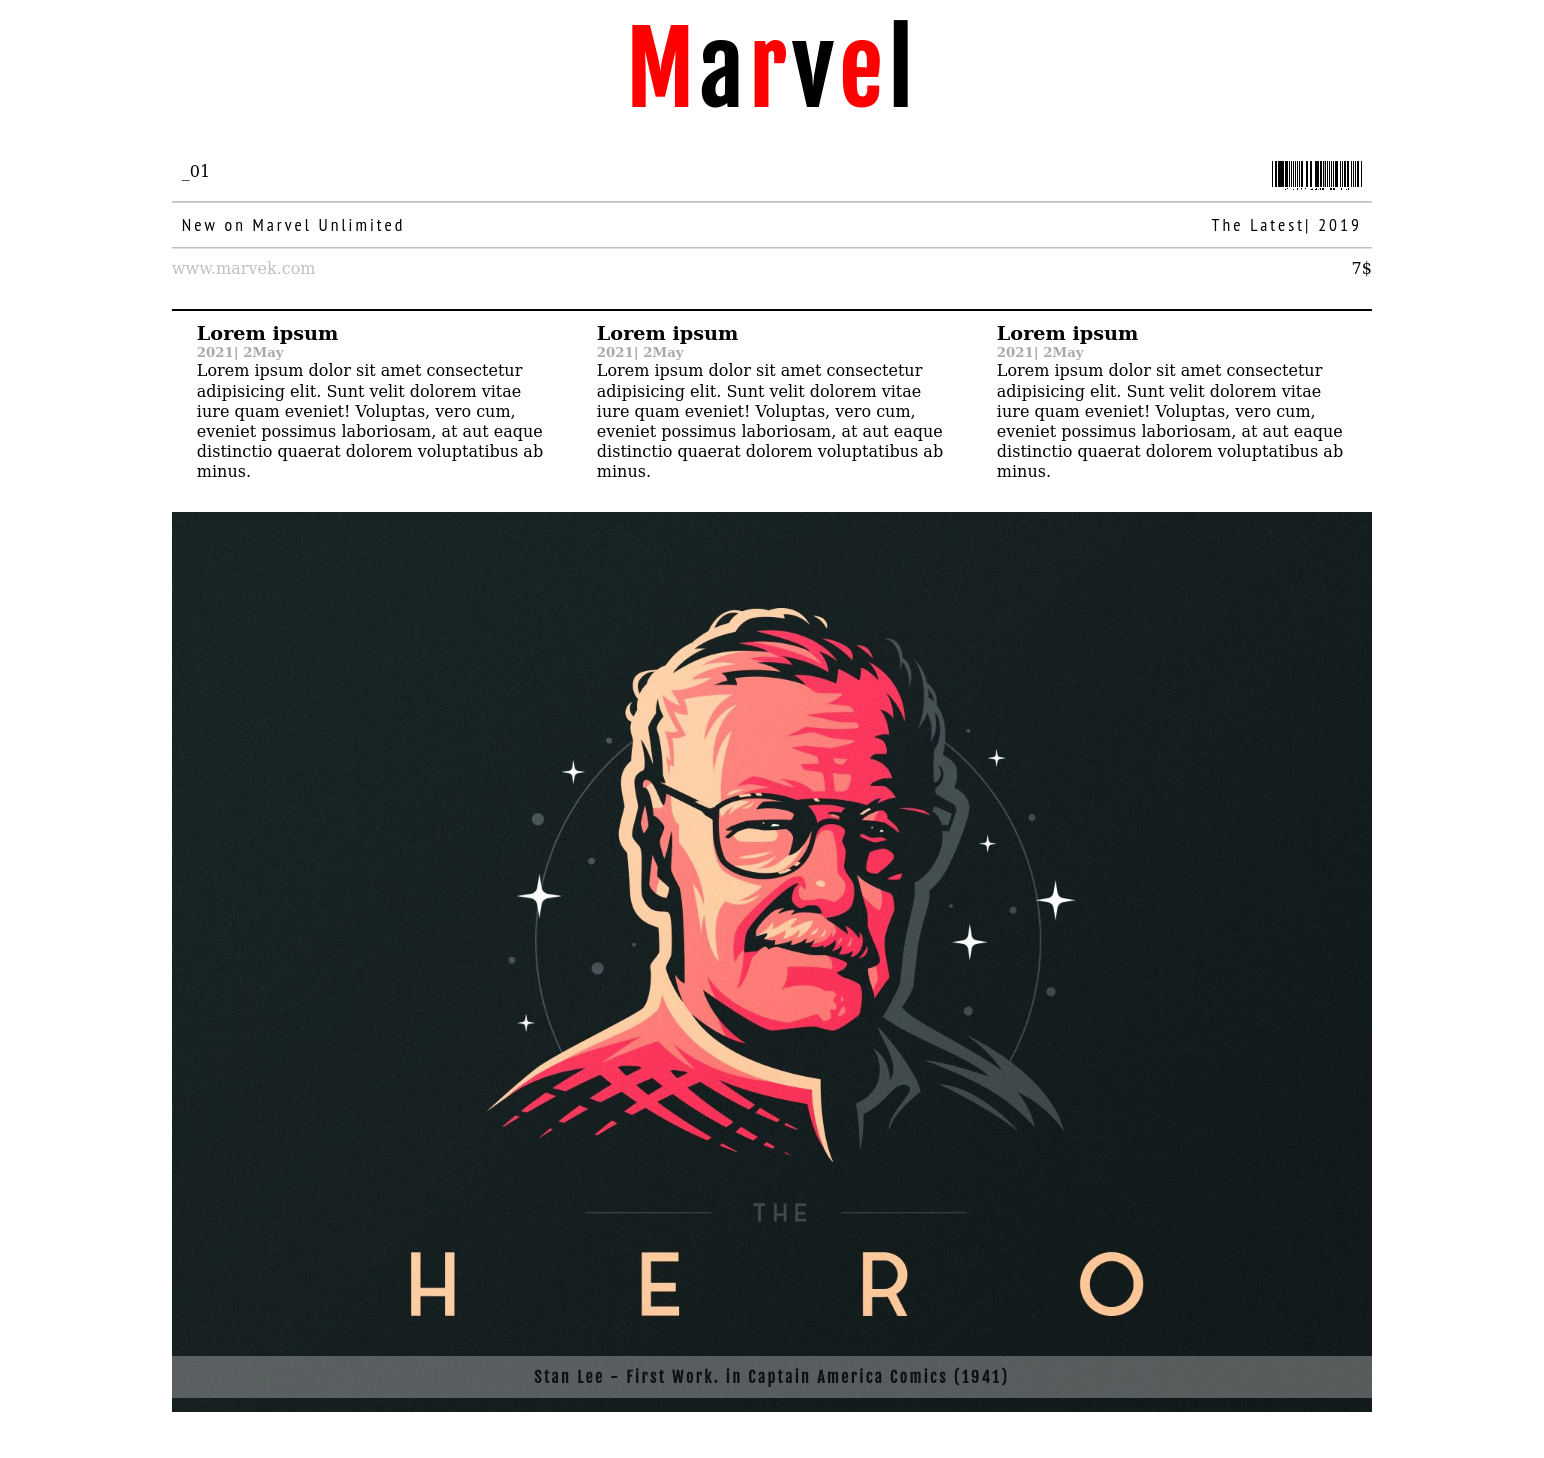 Marvel
_01
New on Marvel Unlimited
The Latest| 2019
www.marvek.com
7$
Lorem ipsum
2021| 2May
Lorem ipsum dolor sit amet consectetur
adipisicing elit. Sunt velit dolorem vitae
iure quam eveniet! Voluptas, vero cum,
eveniet possimus laboriosam, at aut eaque
distinctio quaerat dolorem voluptatibus ab
minus.
Lorem ipsum
2021| 2May
Lorem ipsum dolor sit amet consectetur
adipisicing elit. Sunt velit dolorem vitae
iure quam eveniet! Voluptas, vero cum,
eveniet possimus laboriosam, at aut eaque
distinctio quaerat dolorem voluptatibus ab
minus.
Lorem ipsum
2021| 2May
Lorem ipsum dolor sit amet consectetur
adipisicing elit. Sunt velit dolorem vitae
iure quam eveniet! Voluptas, vero cum,
eveniet possimus laboriosam, at aut eaque
distinctio quaerat dolorem voluptatibus ab
minus.
THE
HERO
Stan Lee - First Work. in Captain America Comics (1941)